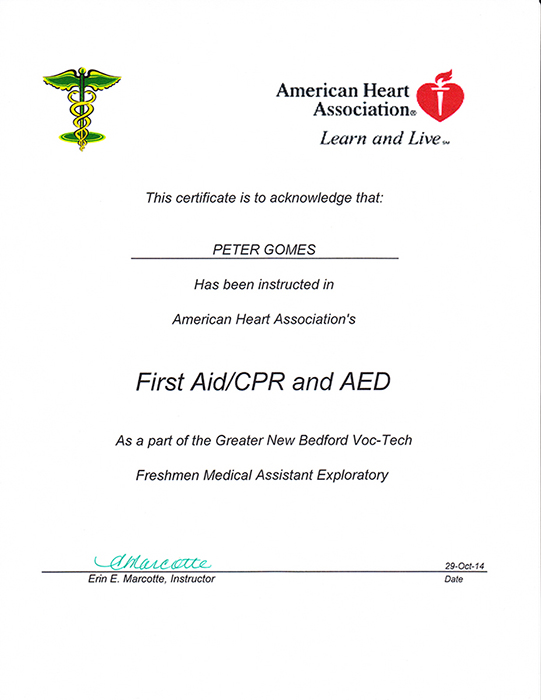 American Heart
Association®
Learn and Live℠
This certificate is to acknowledge that:
PETER GOMES
Has been instructed in
American Heart Association's
First Aid/CPR and AED
As a part of the Greater New Bedford Voc-Tech
Freshmen Medical Assistant Exploratory
EMarcotte
29-Oct-14
Erin E. Marcotte, Instructor
Date